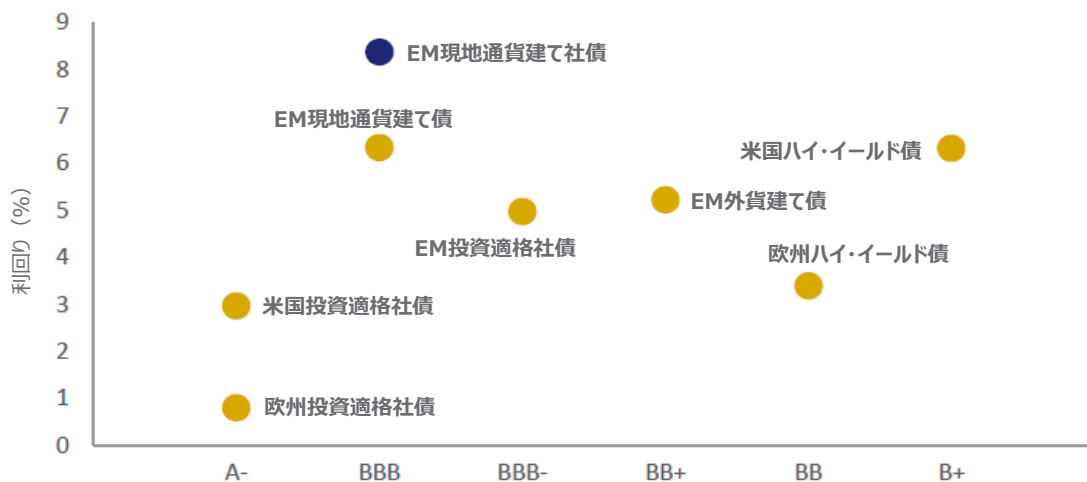 9
8
7
6
5
4
3
2
1
0
利回り (%)
EM現地通貨建て社債
EM現地通貨建て債
米国ハイ・イールド債
EM外貨建て債
EM投資適格社債
欧州ハイ・イールド債
米国投資適格社債
欧州投資適格社債
A-
BBB
BBB-
BB+
BB
B+